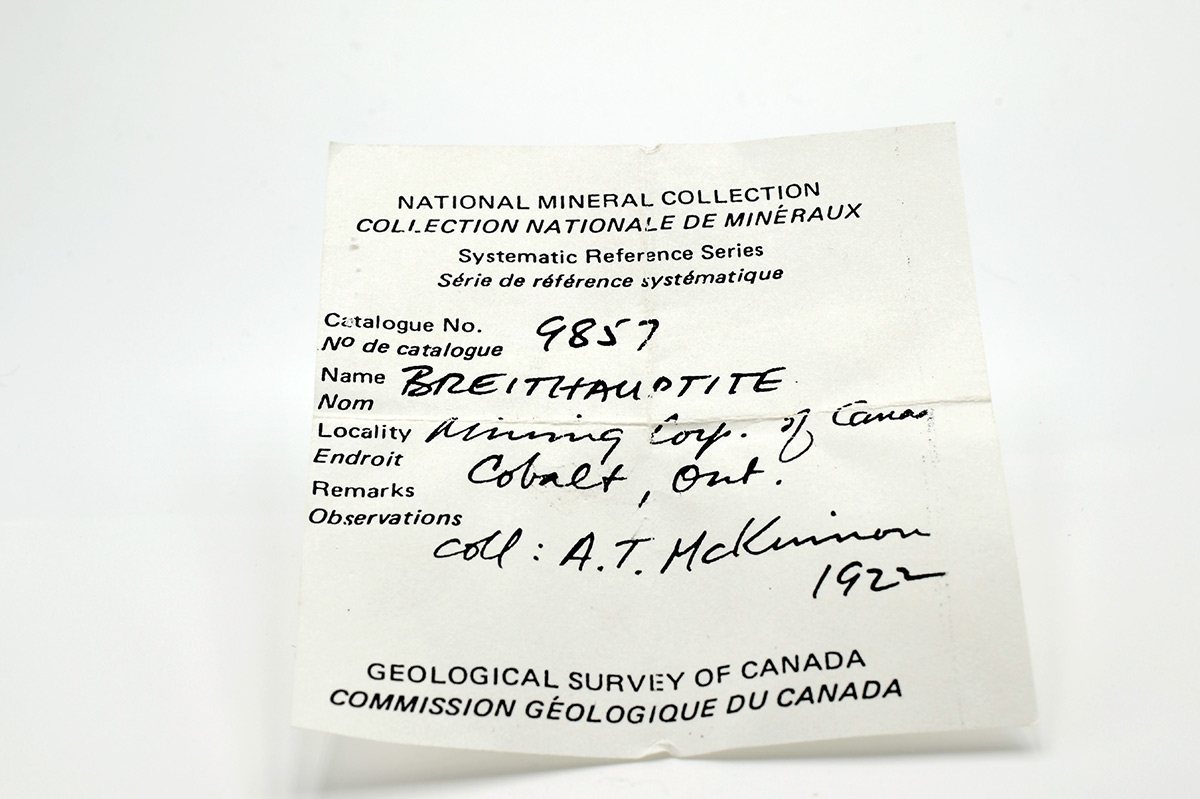 NATIONAL MINERAL COLLECTION
COLLECTION NATIONALE DE MINÉRAUX
Systematic Reference Series
Série de référence systématique
Catalogue No. 9857
Nº de catalogue
Name BREITHAUPTITE
Nom
Locality Mining Corp. of Canada
Endroit Cobalt, Ont.
Remarks
Observations
coll: A.T. McKinnon
1922
GEOLOGICAL SURVEY OF CANADA
COMMISSION GÉOLOGIQUE DU CANADA